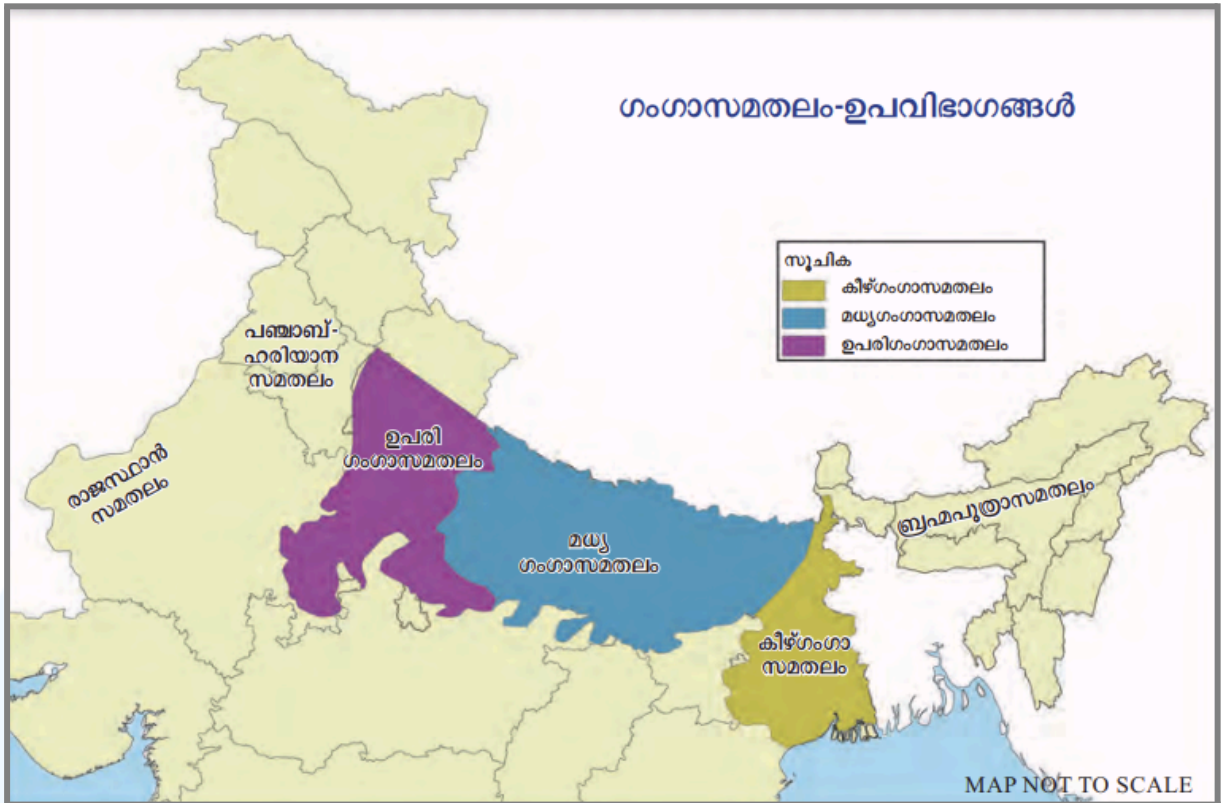 ഗംഗാസമതലം-ഉപവിഭാഗങ്ങൾ
സൂചിക
കീഴ്ഗംഗാസമതലം
മധ്യഗംഗാസമതലം
ഉപരിഗംഗാസമതലം
പഞ്ചാബ്-
ഹരിയാന
സമതലം
ഉപരി
ഗംഗാസമതലം
രാജസ്ഥാൻ
സമതലം
ബ്രഹ്മപുത്രാസമതലം
മധ്യ
ഗംഗാസമതലം
കീഴ്ഗംഗാ
സമതലം
MAP NOT TO SCALE